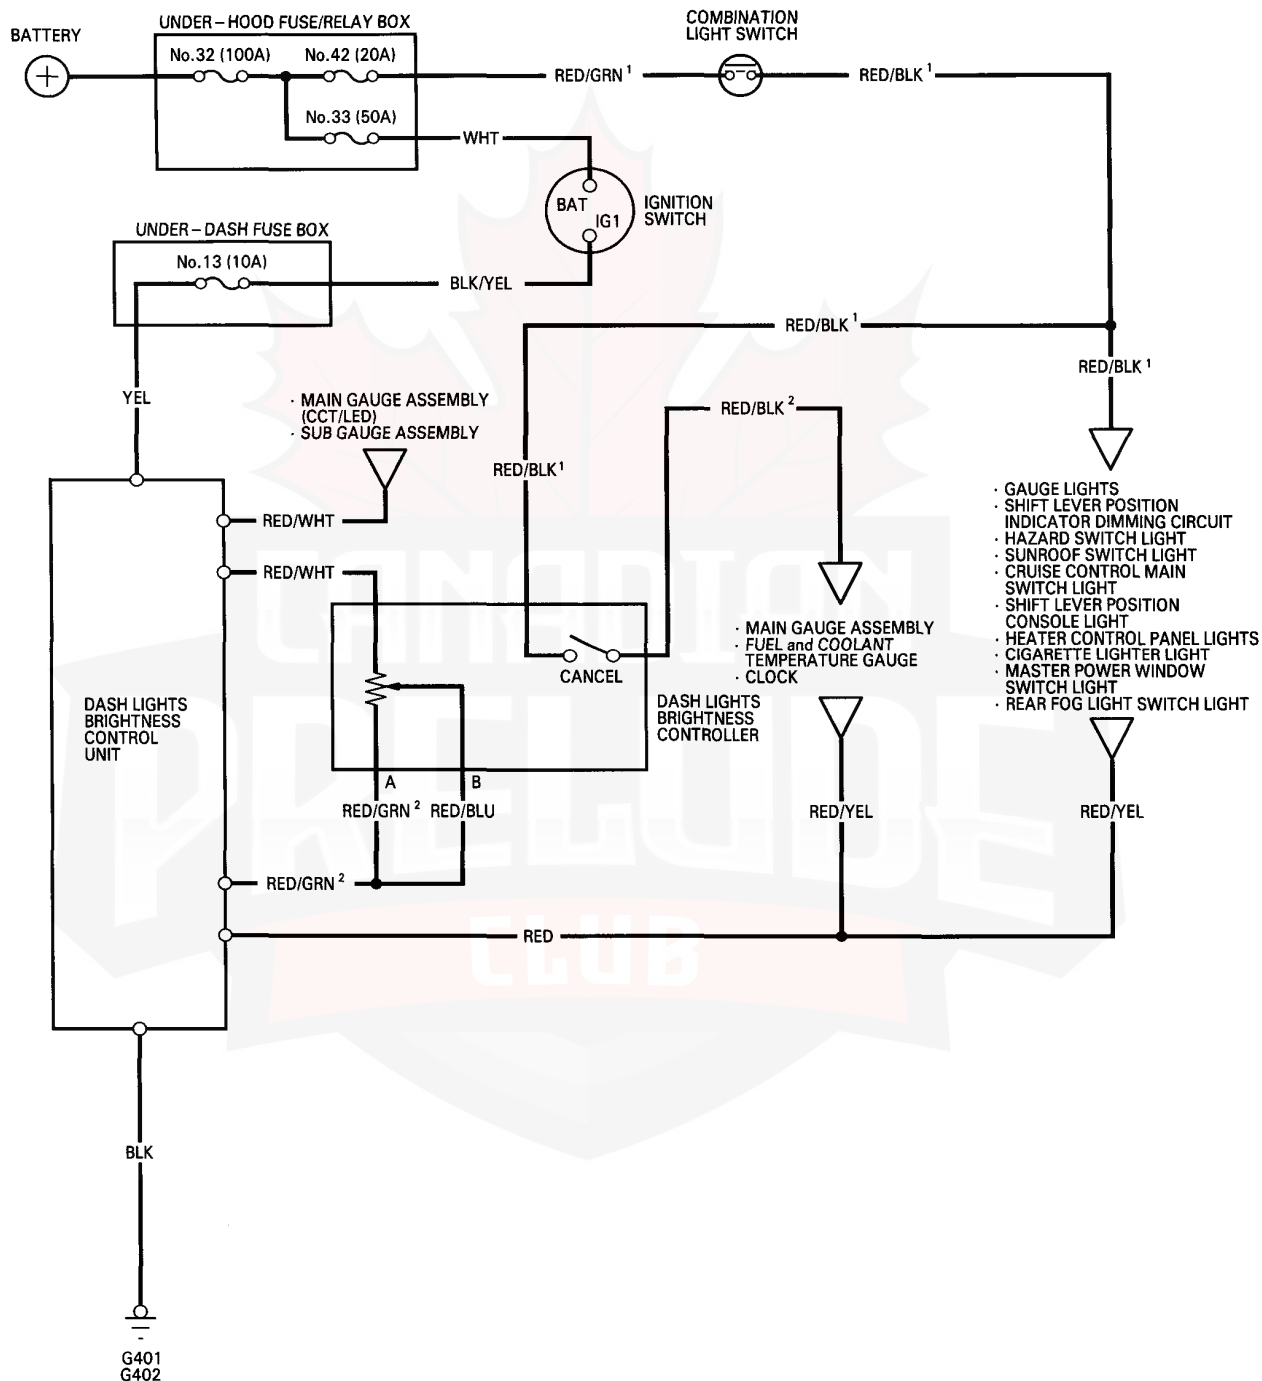 BATTERY
UNDER-HOOD FUSE/RELAY BOX
No.32 (100A)
No.42 (20A)
No.33 (50A)
RED/GRN 1
COMBINATION
LIGHT SWITCH
RED/BLK 1
WHT
BAT
IG1
IGNITION
SWITCH
UNDER-DASH FUSE BOX
No.13 (10A)
BLK/YEL
RED/BLK 1
RED/BLK 1
YEL
· MAIN GAUGE ASSEMBLY
(CCT/LED)
· SUB GAUGE ASSEMBLY
RED/BLK 2
RED/BLK 1
· GAUGE LIGHTS
· SHIFT LEVER POSITION
INDICATOR DIMMING CIRCUIT
· HAZARD SWITCH LIGHT
· SUNROOF SWITCH LIGHT
· CRUISE CONTROL MAIN
SWITCH LIGHT
· SHIFT LEVER POSITION
CONSOLE LIGHT
· HEATER CONTROL PANEL LIGHTS
· CIGARETTE LIGHTER LIGHT
· MASTER POWER WINDOW
SWITCH LIGHT
· REAR FOG LIGHT SWITCH LIGHT
RED/WHT
RED/WHT
· MAIN GAUGE ASSEMBLY
· FUEL and COOLANT
TEMPERATURE GAUGE
· CLOCK
CANCEL
DASH LIGHTS
BRIGHTNESS
CONTROL
UNIT
DASH LIGHTS
BRIGHTNESS
CONTROLLER
A
B
RED/GRN 2
RED/BLU
RED/YEL
RED/YEL
RED/GRN 2
RED
BLK
G401
G402
CANADIAN
PRELUDE
CLUB